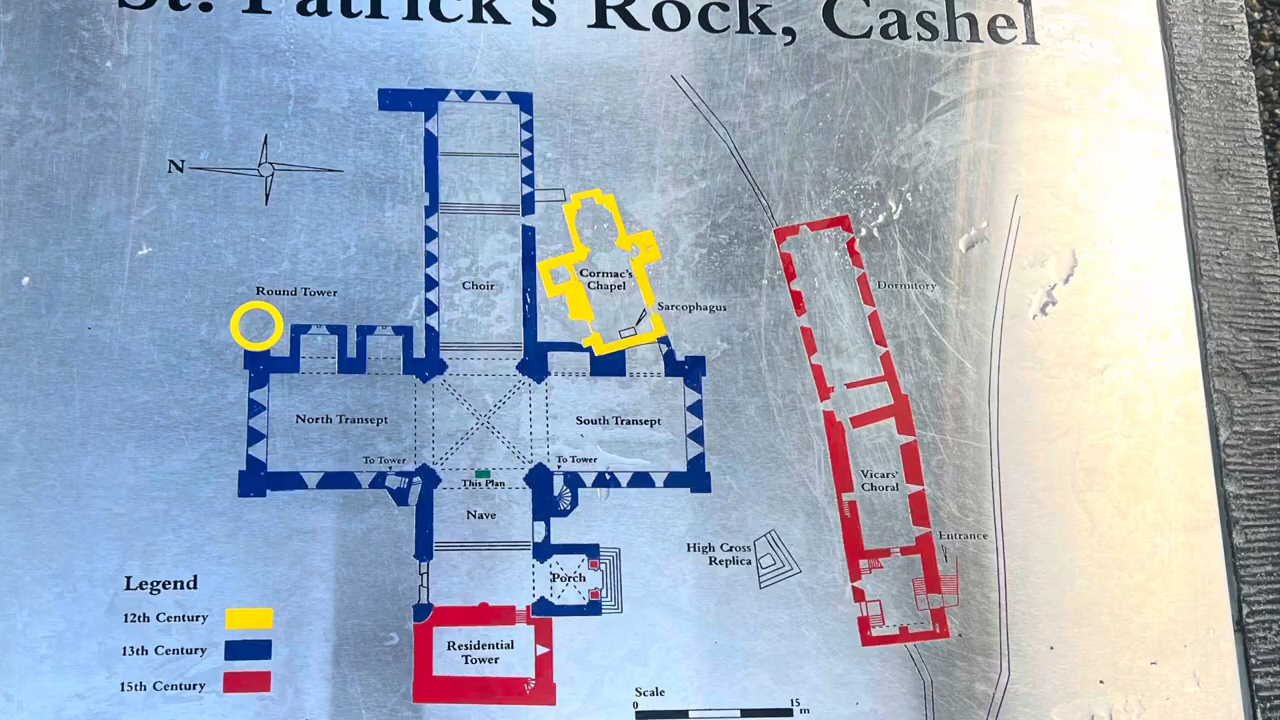 St. Patrick's Rock, Cashel
N
Round Tower
Choir
Cormac's
Chapel
Sarcophagus
Dormitory
North Transept
South Transept
To Tower
To Tower
This Plan
Nave
Vicars'
Choral
Entrance
High Cross
Replica
Porch
Residential
Tower
Legend
12th Century
13th Century
15th Century
Scale
0
15
m